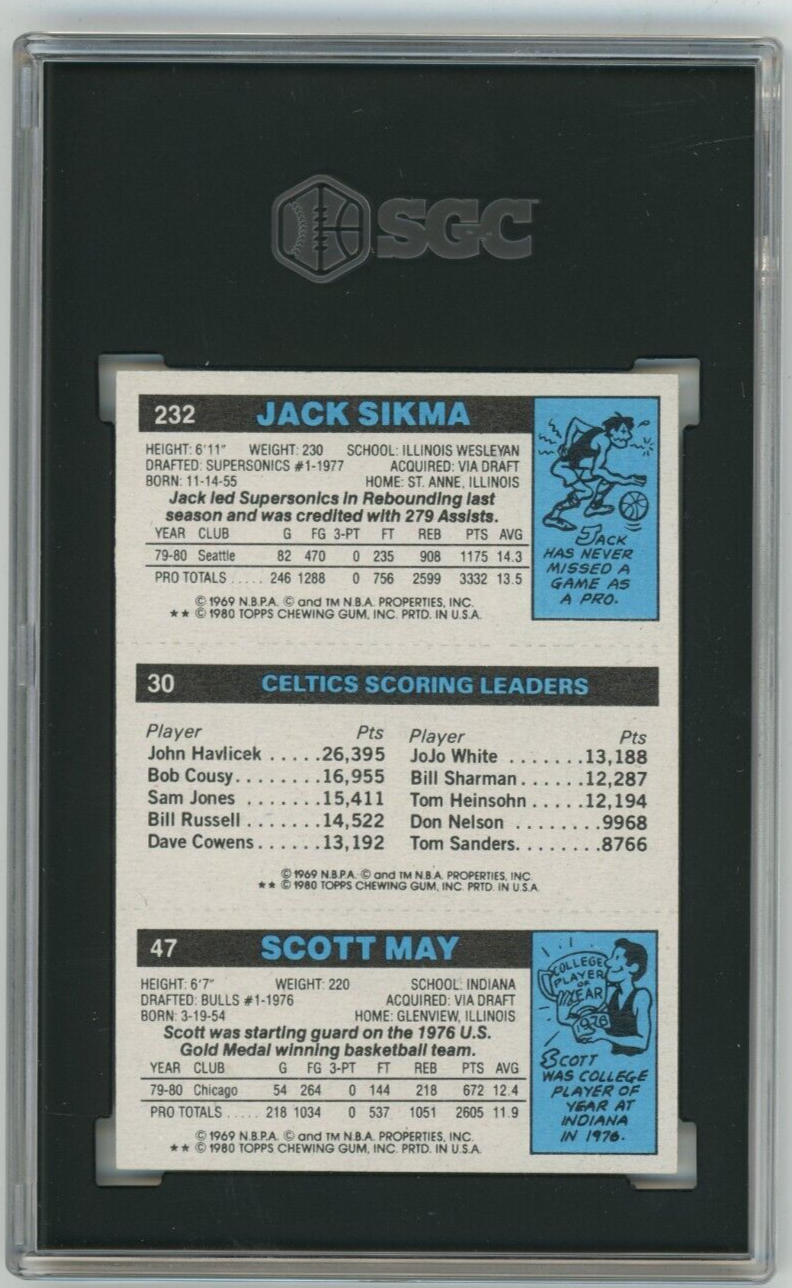 SGC
232 JACK SIKMA
HEIGHT: 6'11" WEIGHT: 230 SCHOOL: ILLINOIS WESLEYAN
DRAFTED: SUPERSONICS #1-1977 ACQUIRED: VIA DRAFT
BORN: 11-14-55 HOME: ST. ANNE, ILLINOIS
Jack led Supersonics in Rebounding last
season and was credited with 279 Assists.
YEAR CLUB G FG 3-PT FT REB PTS AVG
79-80 Seattle 82 470 0 235 908 1175 14.3
PRO TOTALS ..... 246 1288 0 756 2599 3332 13.5
© 1969 N.B.P.A. © and TM N.B.A. PROPERTIES, INC.
★★ © 1980 TOPPS CHEWING GUM, INC. PRTD. IN U.S.A.
JACK
HAS NEVER
MISSED A
GAME AS
A PRO.
30 CELTICS SCORING LEADERS
Player Pts Player Pts
John Havlicek .....26,395 JoJo White .......13,188
Bob Cousy........16,955 Bill Sharman......12,287
Sam Jones .......15,411 Tom Heinsohn.....12,194
Bill Russell .......14,522 Don Nelson ........9968
Dave Cowens......13,192 Tom Sanders........8766
© 1969 N.B.P.A. © and TM N.B.A. PROPERTIES, INC.
★★ © 1980 TOPPS CHEWING GUM, INC. PRTD. IN U.S.A.
47 SCOTT MAY
HEIGHT: 6'7" WEIGHT: 220 SCHOOL: INDIANA
DRAFTED: BULLS #1-1976 ACQUIRED: VIA DRAFT
BORN: 3-19-54 HOME: GLENVIEW, ILLINOIS
Scott was starting guard on the 1976 U.S.
Gold Medal winning basketball team.
YEAR CLUB G FG 3-PT FT REB PTS AVG
79-80 Chicago 54 264 0 144 218 672 12.4
PRO TOTALS ..... 218 1034 0 537 1051 2605 11.9
© 1969 N.B.P.A. © and TM N.B.A. PROPERTIES, INC.
★★ © 1980 TOPPS CHEWING GUM, INC. PRTD. IN U.S.A.
COLLEGE
PLAYER
OF
YEAR
1976
SCOTT
WAS COLLEGE
PLAYER OF
YEAR AT
INDIANA
IN 1976.